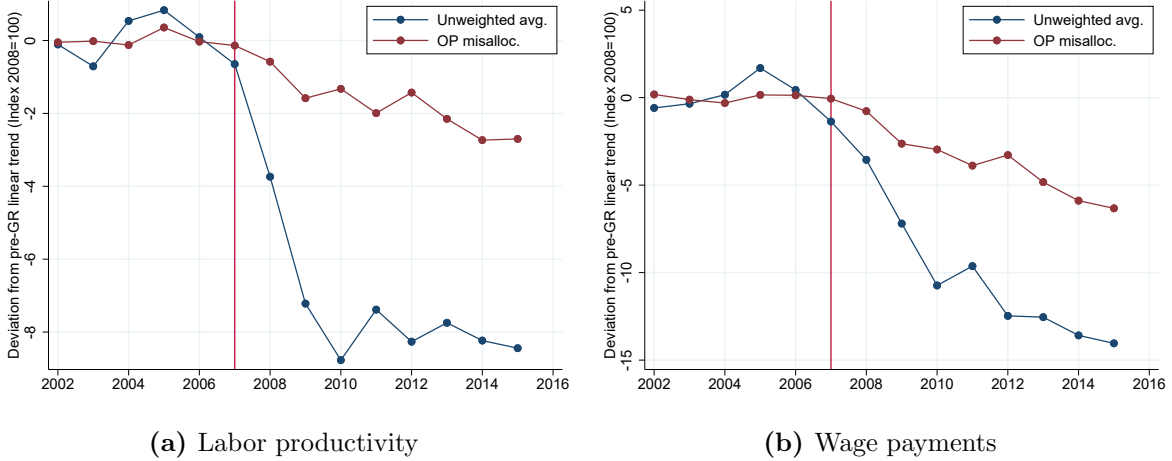 Deviation from pre-GR linear trend (Index 2008=100)
0
-2
-4
-6
-8
Unweighted avg.
OP misalloc.
2002 2004 2006 2008 2010 2012 2014 2016
(a) Labor productivity
Deviation from pre-GR linear trend (Index 2008=100)
5
0
-5
-10
-15
Unweighted avg.
OP misalloc.
2002 2004 2006 2008 2010 2012 2014 2016
(b) Wage payments